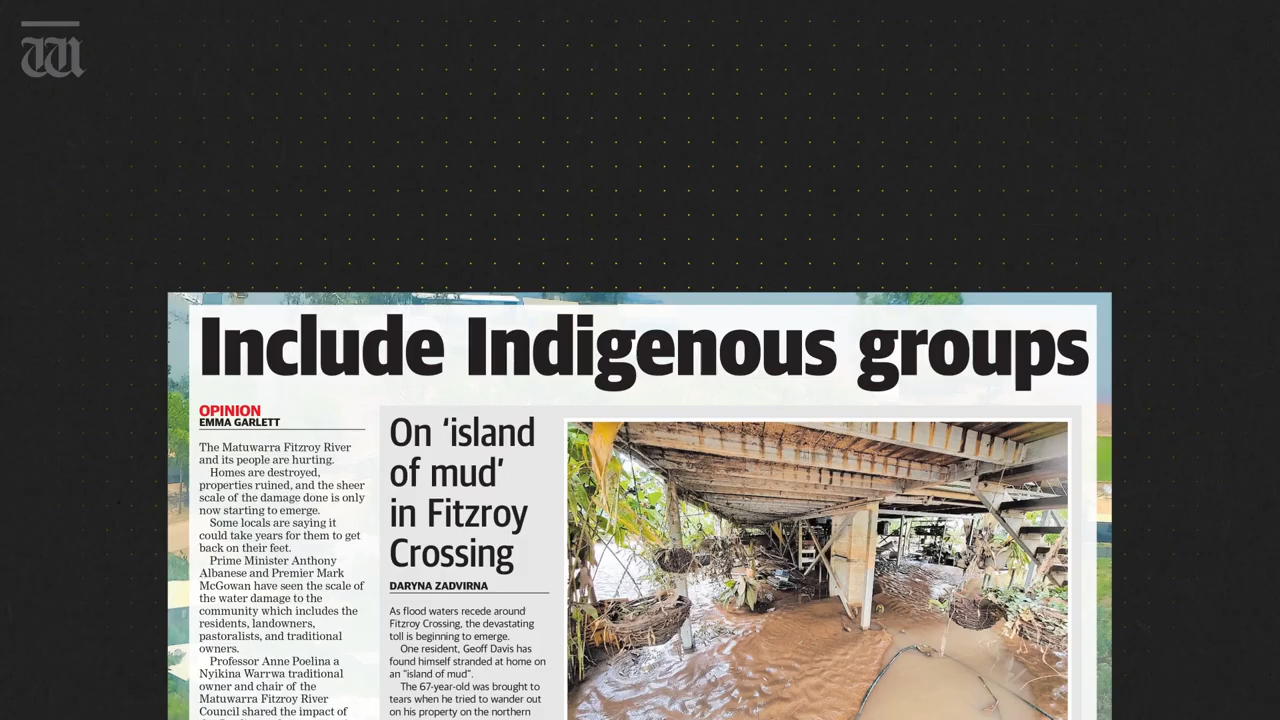 W
Include Indigenous groups
OPINION
EMMA GARLETT
The Matuwarra Fitzroy River
and its people are hurting.
Homes are destroyed,
properties ruined, and the sheer
scale of the damage done is only
now starting to emerge.
Some locals are saying it
could take years for them to get
back on their feet.
Prime Minister Anthony
Albanese and Premier Mark
McGowan have seen the scale of
the water damage to the
community which includes the
residents, landowners,
pastoralists, and traditional
owners.
Professor Anne Poelina a
Nyikina Warrwa traditional
owner and chair of the
Matuwarra Fitzroy River
Council shared the impact of
On ‘island
of mud’
in Fitzroy
Crossing
DARYNA ZADVIRNA
As flood waters recede around
Fitzroy Crossing, the devastating
toll is beginning to emerge.
One resident, Geoff Davis has
found himself stranded at home on
an "island of mud".
The 67-year-old was brought to
tears when he tried to wander out
on his property on the northern